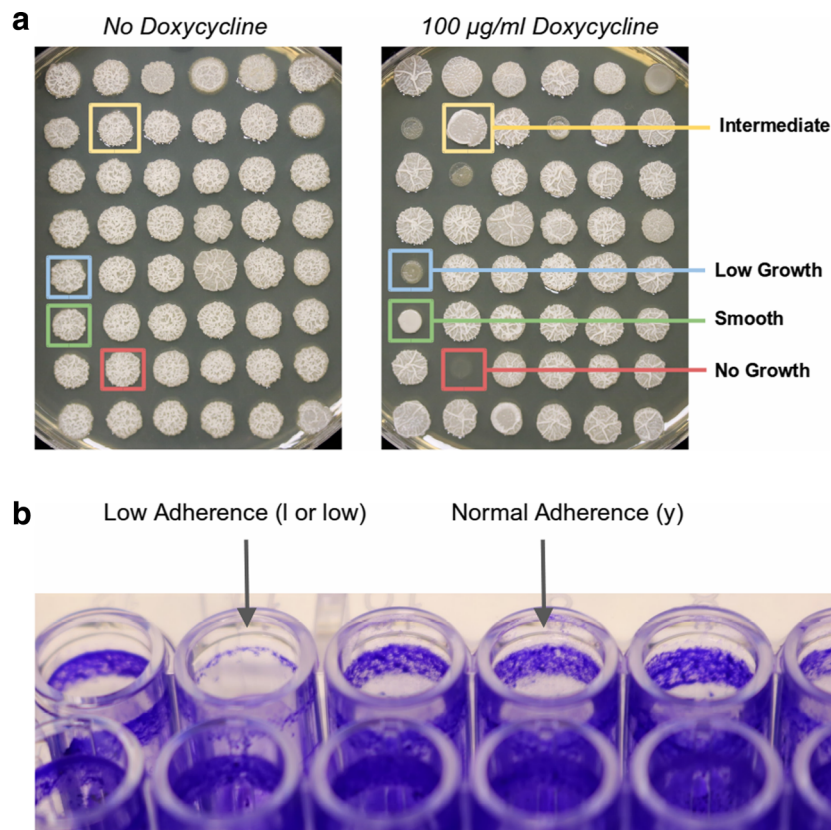 a
No Doxycycline
100 µg/ml Doxycycline
Intermediate
Low Growth
Smooth
No Growth
b
Low Adherence (l or low)
Normal Adherence (y)